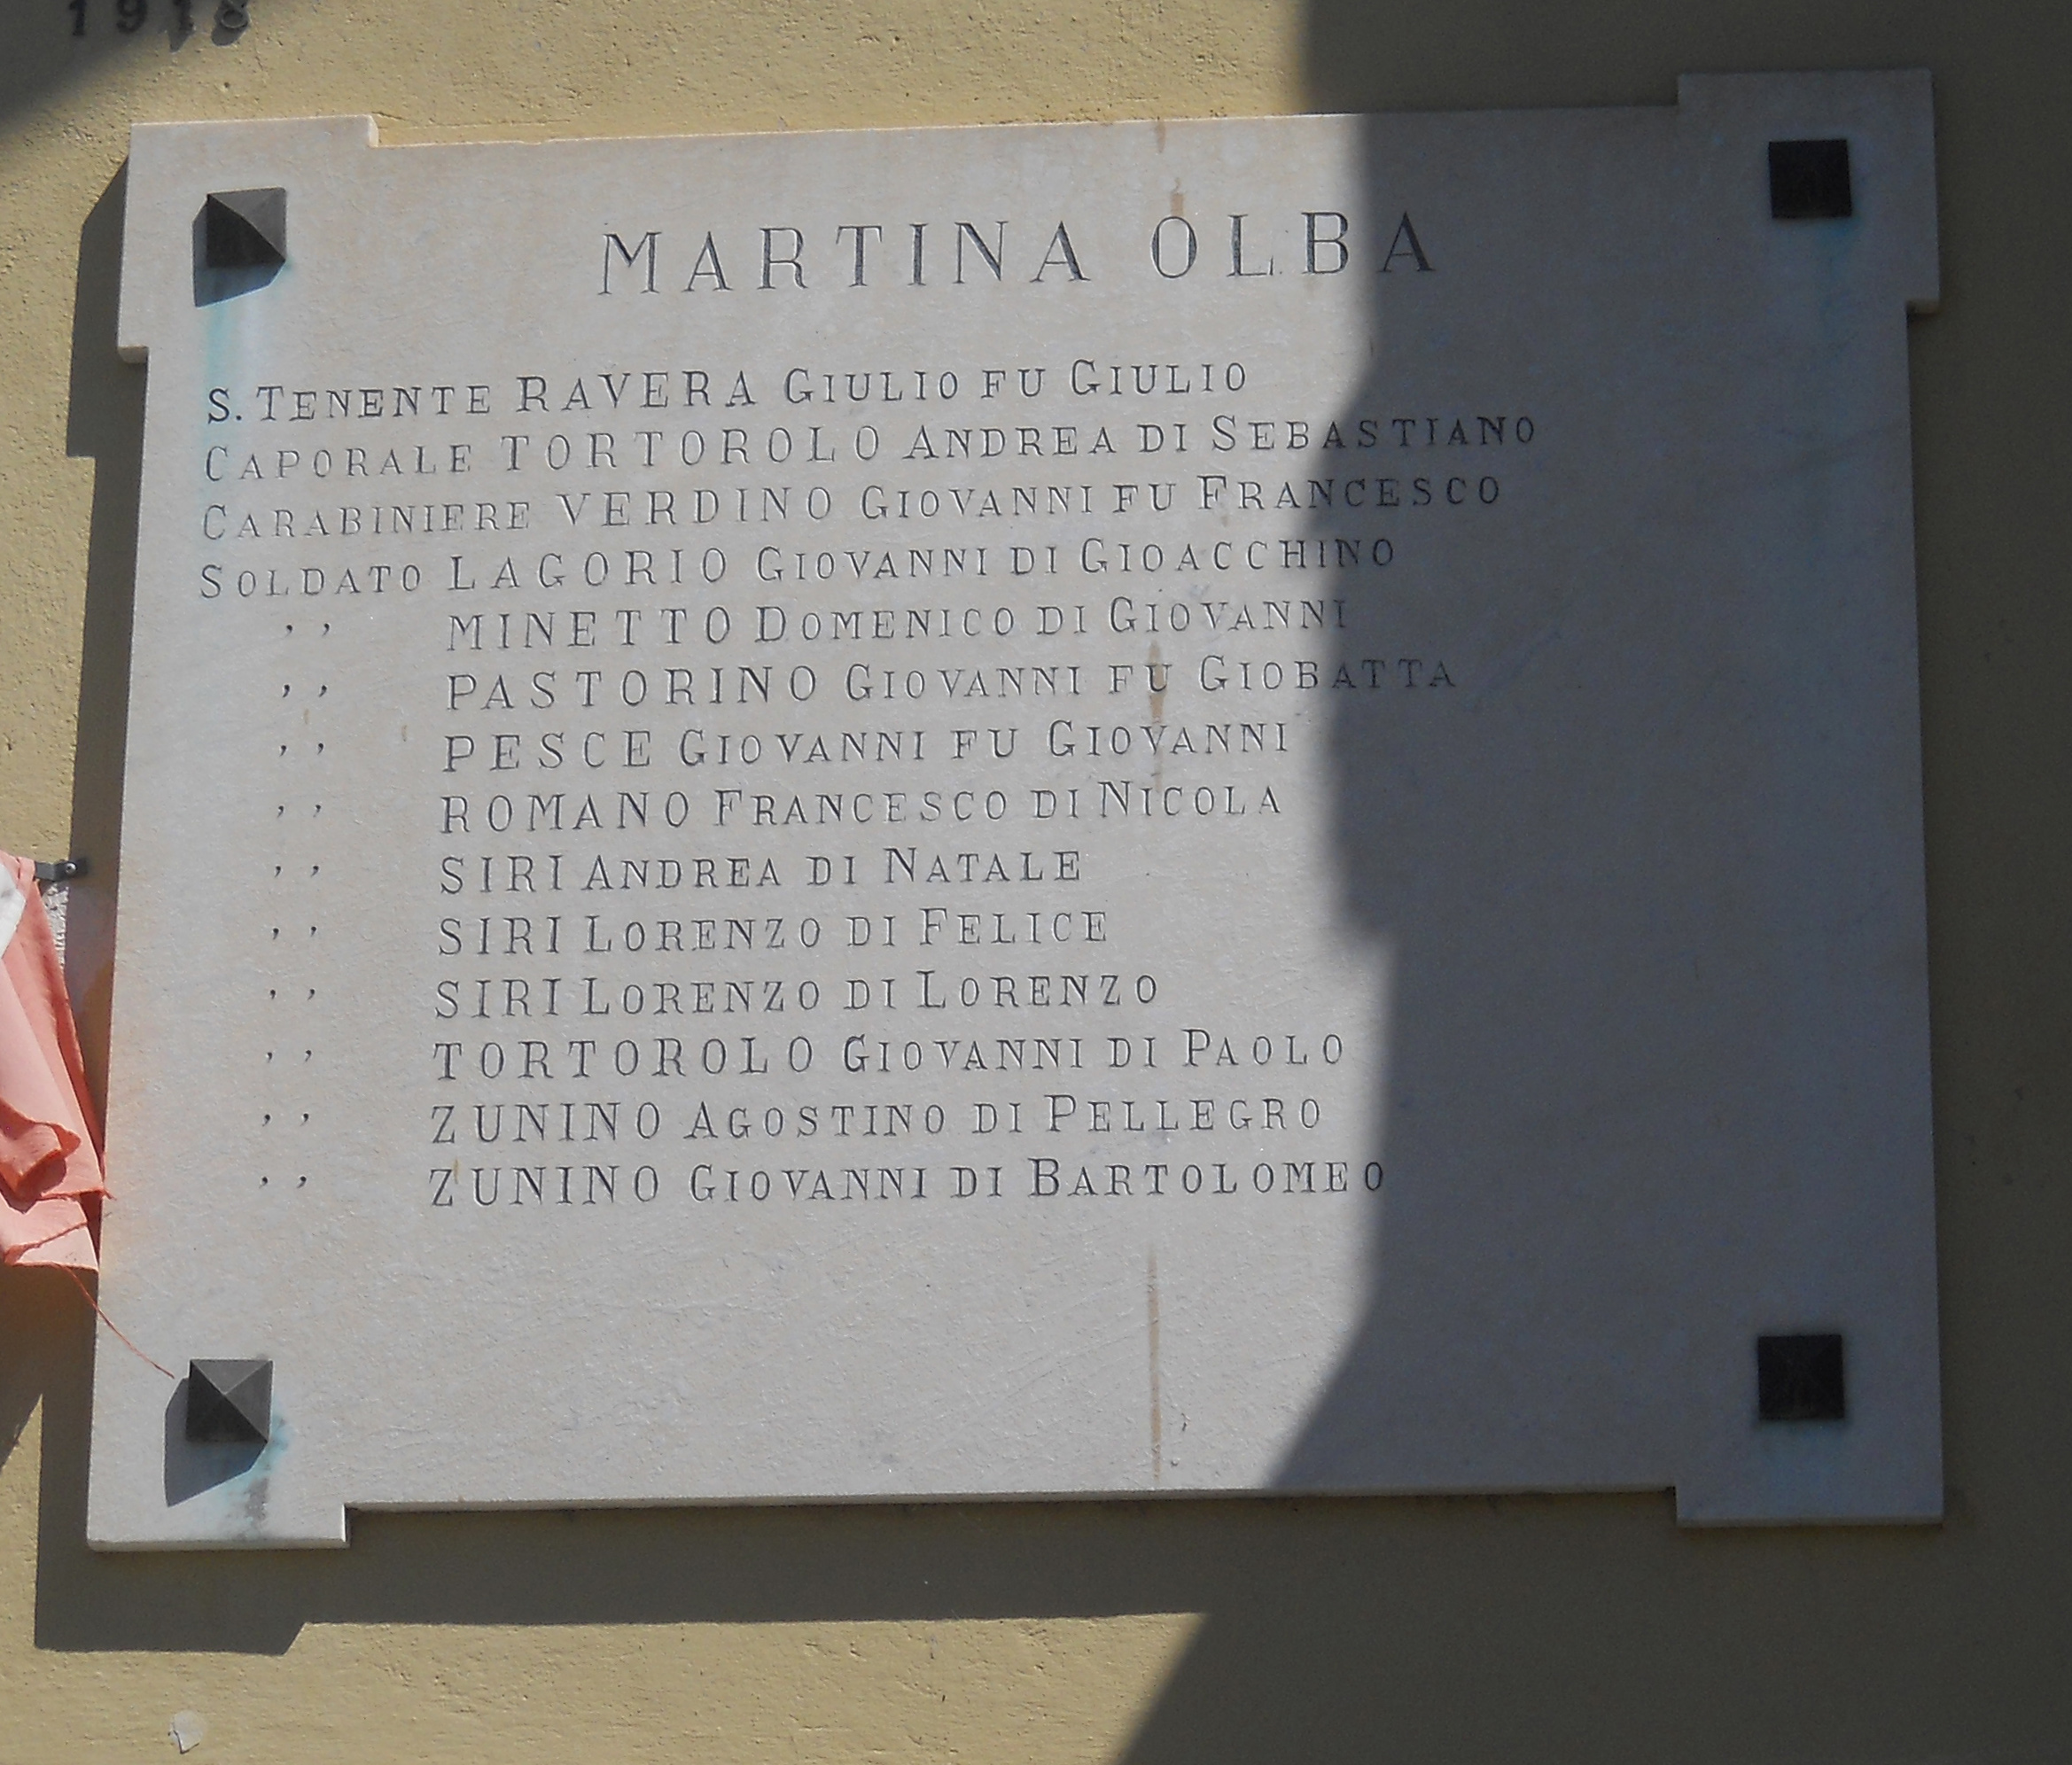 1918
MARTINA OLBA
S. TENENTE RAVERA GIULIO FU GIULIO
CAPORALE TORTOROLO ANDREA DI SEBASTIANO
CARABINIERE VERDINO GIOVANNI FU FRANCESCO
SOLDATO LAGORIO GIOVANNI DI GIOACCHINO
,, MINETTO DOMENICO DI GIOVANNI
,, PASTORINO GIOVANNI FU GIOBATTA
,, PESCE GIOVANNI FU GIOVANNI
,, ROMANO FRANCESCO DI NICOLA
,, SIRI ANDREA DI NATALE
,, SIRI LORENZO DI FELICE
,, SIRI LORENZO DI LORENZO
,, TORTOROLO GIOVANNI DI PAOLO
,, ZUNINO AGOSTINO DI PELLEGRO
,, ZUNINO GIOVANNI DI BARTOLOMEO